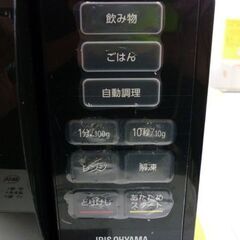 飲み物
ごはん
自動調理
1分/100g
10秒/10g
レンジ
解凍
とりけし
あたため
スタート
IRIS OHYAMA